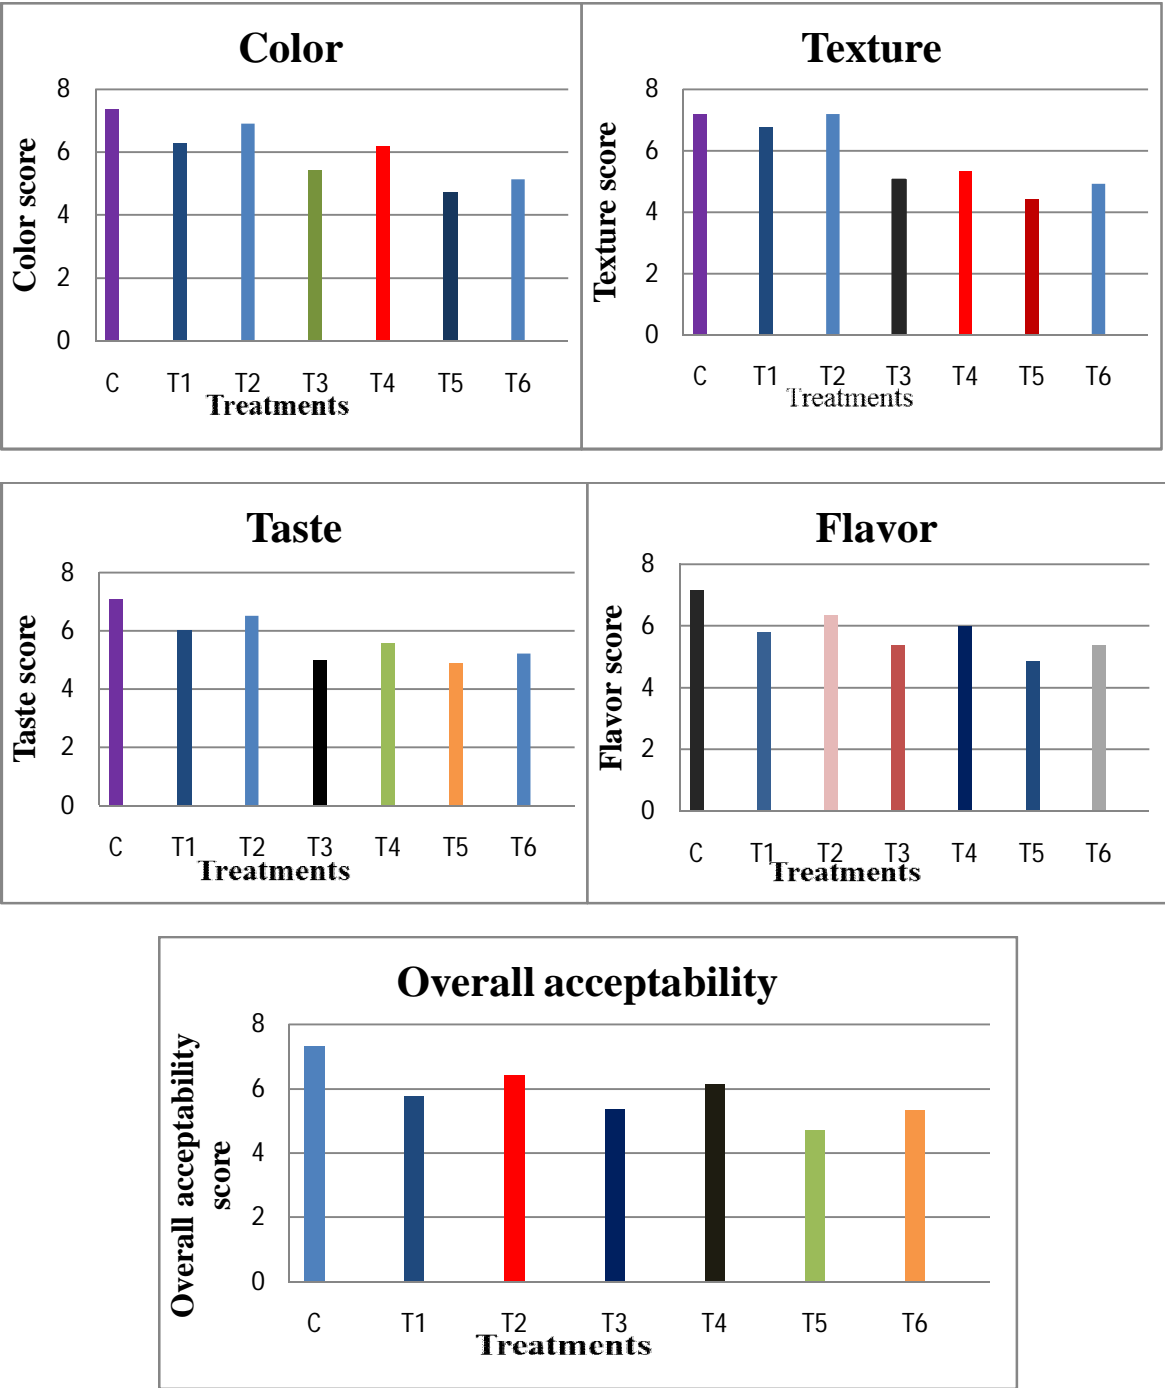 Color
8
6
4
2
0
Color score
C T1 T2 T3 T4 T5 T6
Treatments
Texture
8
6
4
2
0
Texture score
C T1 T2 T3 T4 T5 T6
Treatments
Taste
8
6
4
2
0
Taste score
C T1 T2 T3 T4 T5 T6
Treatments
Flavor
8
6
4
2
0
Flavor score
C T1 T2 T3 T4 T5 T6
Treatments
Overall acceptability
8
6
4
2
0
Overall acceptability
score
C T1 T2 T3 T4 T5 T6
Treatments